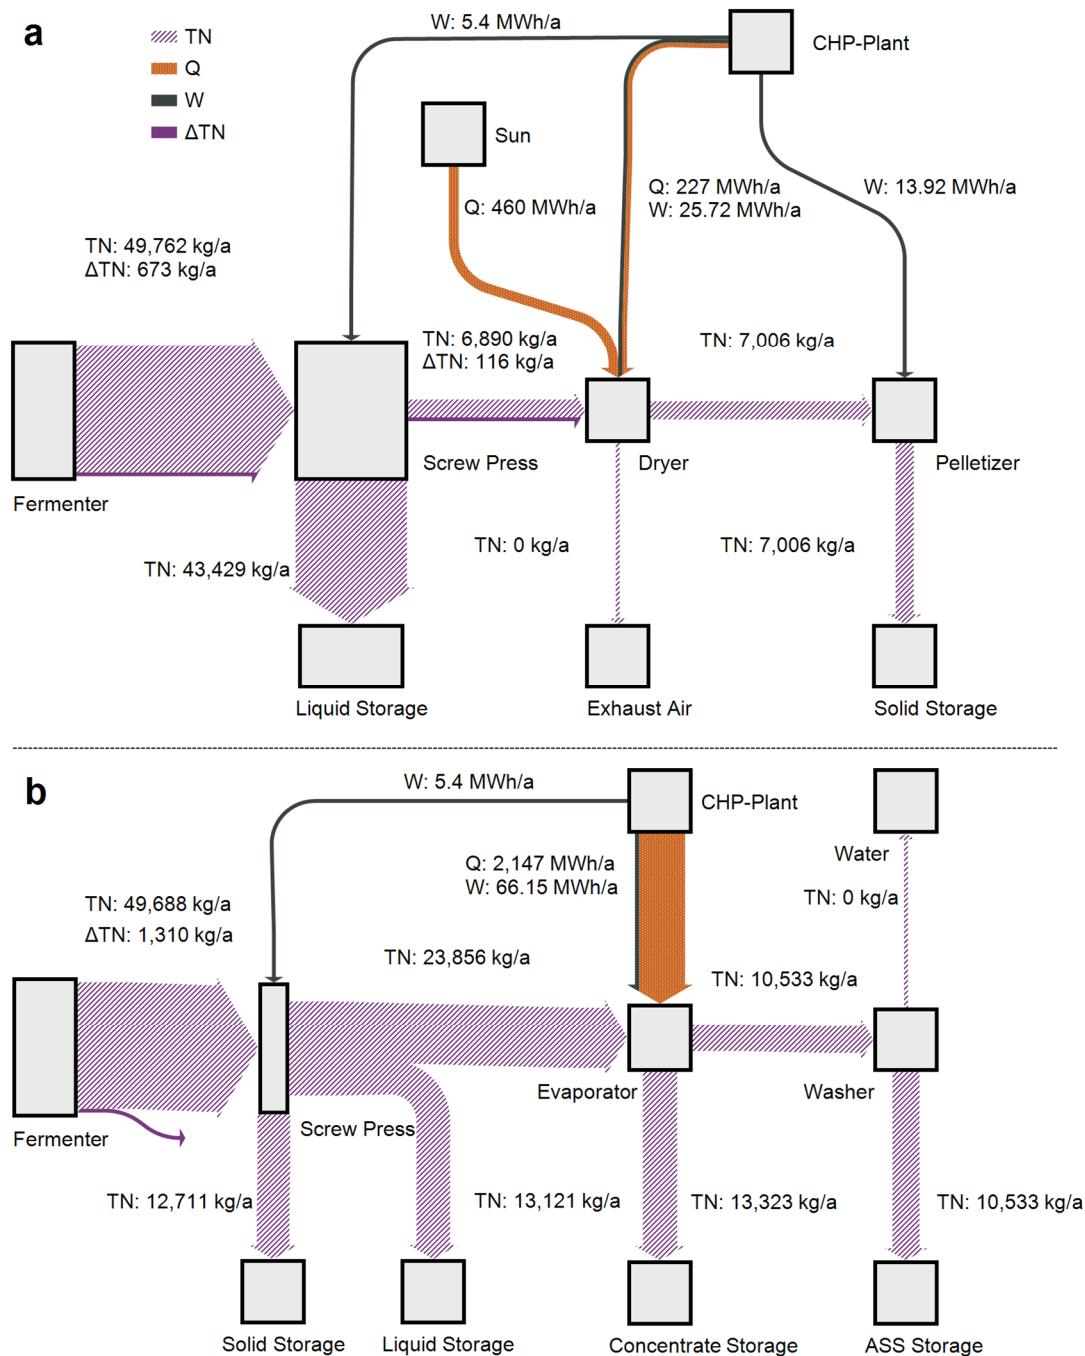 a
W: 5.4 MWh/a
CHP-Plant
TN
Q
W
ΔTN
Sun
Q: 460 MWh/a
Q: 227 MWh/a
W: 25.72 MWh/a
W: 13.92 MWh/a
TN: 49,762 kg/a
ΔTN: 673 kg/a
TN: 6,890 kg/a
ΔTN: 116 kg/a
TN: 7,006 kg/a
Screw Press
Dryer
Pelletizer
Fermenter
TN: 43,429 kg/a
TN: 0 kg/a
TN: 7,006 kg/a
Liquid Storage
Exhaust Air
Solid Storage
b
W: 5.4 MWh/a
CHP-Plant
Water
Q: 2,147 MWh/a
W: 66.15 MWh/a
TN: 49,688 kg/a
ΔTN: 1,310 kg/a
TN: 0 kg/a
TN: 23,856 kg/a
TN: 10,533 kg/a
Evaporator
Washer
Fermenter
Screw Press
TN: 12,711 kg/a
TN: 13,121 kg/a
TN: 13,323 kg/a
TN: 10,533 kg/a
Solid Storage
Liquid Storage
Concentrate Storage
ASS Storage